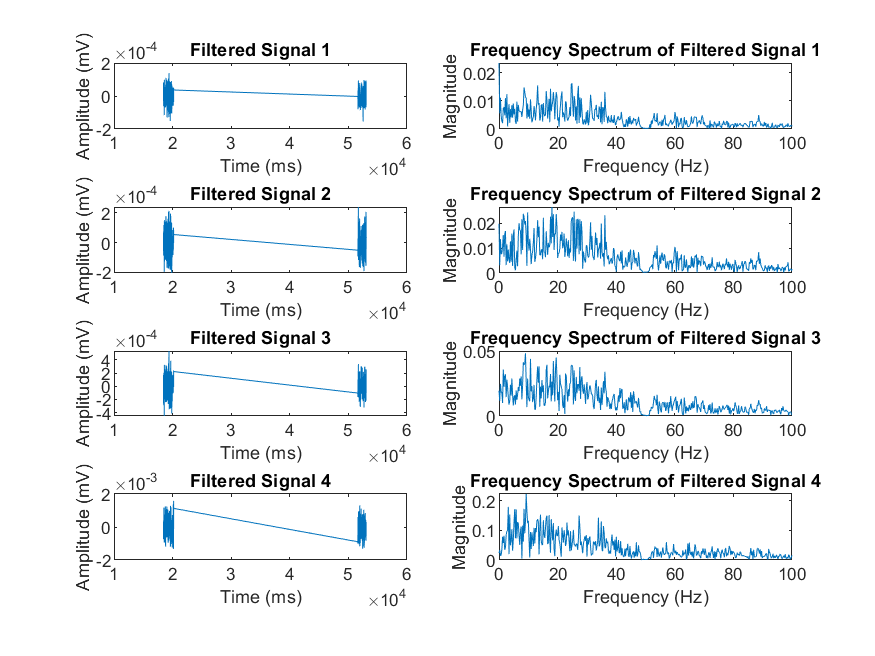 Filtered Signal 1
×10^-4
Amplitude (mV)
2
0
-2
1 2 3 4 5 6
Time (ms)
×10^4
Frequency Spectrum of Filtered Signal 1
Magnitude
0.02
0.01
0
0 20 40 60 80 100
Frequency (Hz)
Filtered Signal 2
×10^-4
Amplitude (mV)
2
0
-2
1 2 3 4 5 6
Time (ms)
×10^4
Frequency Spectrum of Filtered Signal 2
Magnitude
0.02
0.01
0
0 20 40 60 80 100
Frequency (Hz)
Filtered Signal 3
×10^-4
Amplitude (mV)
4
2
0
-2
-4
1 2 3 4 5 6
Time (ms)
×10^4
Frequency Spectrum of Filtered Signal 3
Magnitude
0.05
0
0 20 40 60 80 100
Frequency (Hz)
Filtered Signal 4
×10^-3
Amplitude (mV)
2
0
-2
1 2 3 4 5 6
Time (ms)
×10^4
Frequency Spectrum of Filtered Signal 4
Magnitude
0.2
0.1
0
0 20 40 60 80 100
Frequency (Hz)